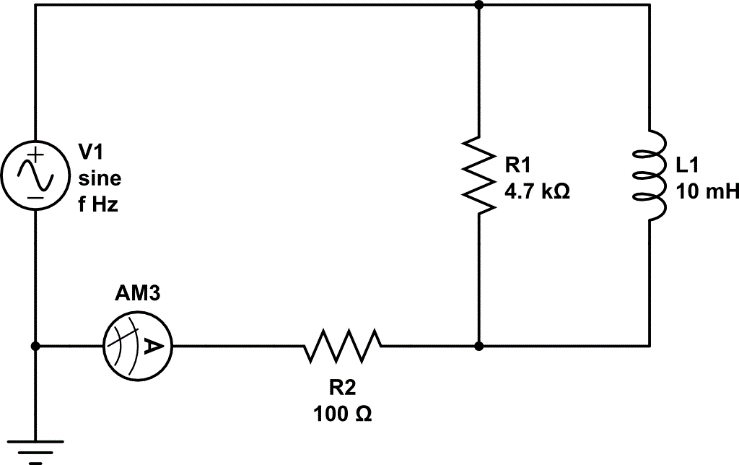 V1
sine
f Hz
R1
4.7 kΩ
L1
10 mH
AM3
A
R2
100 Ω